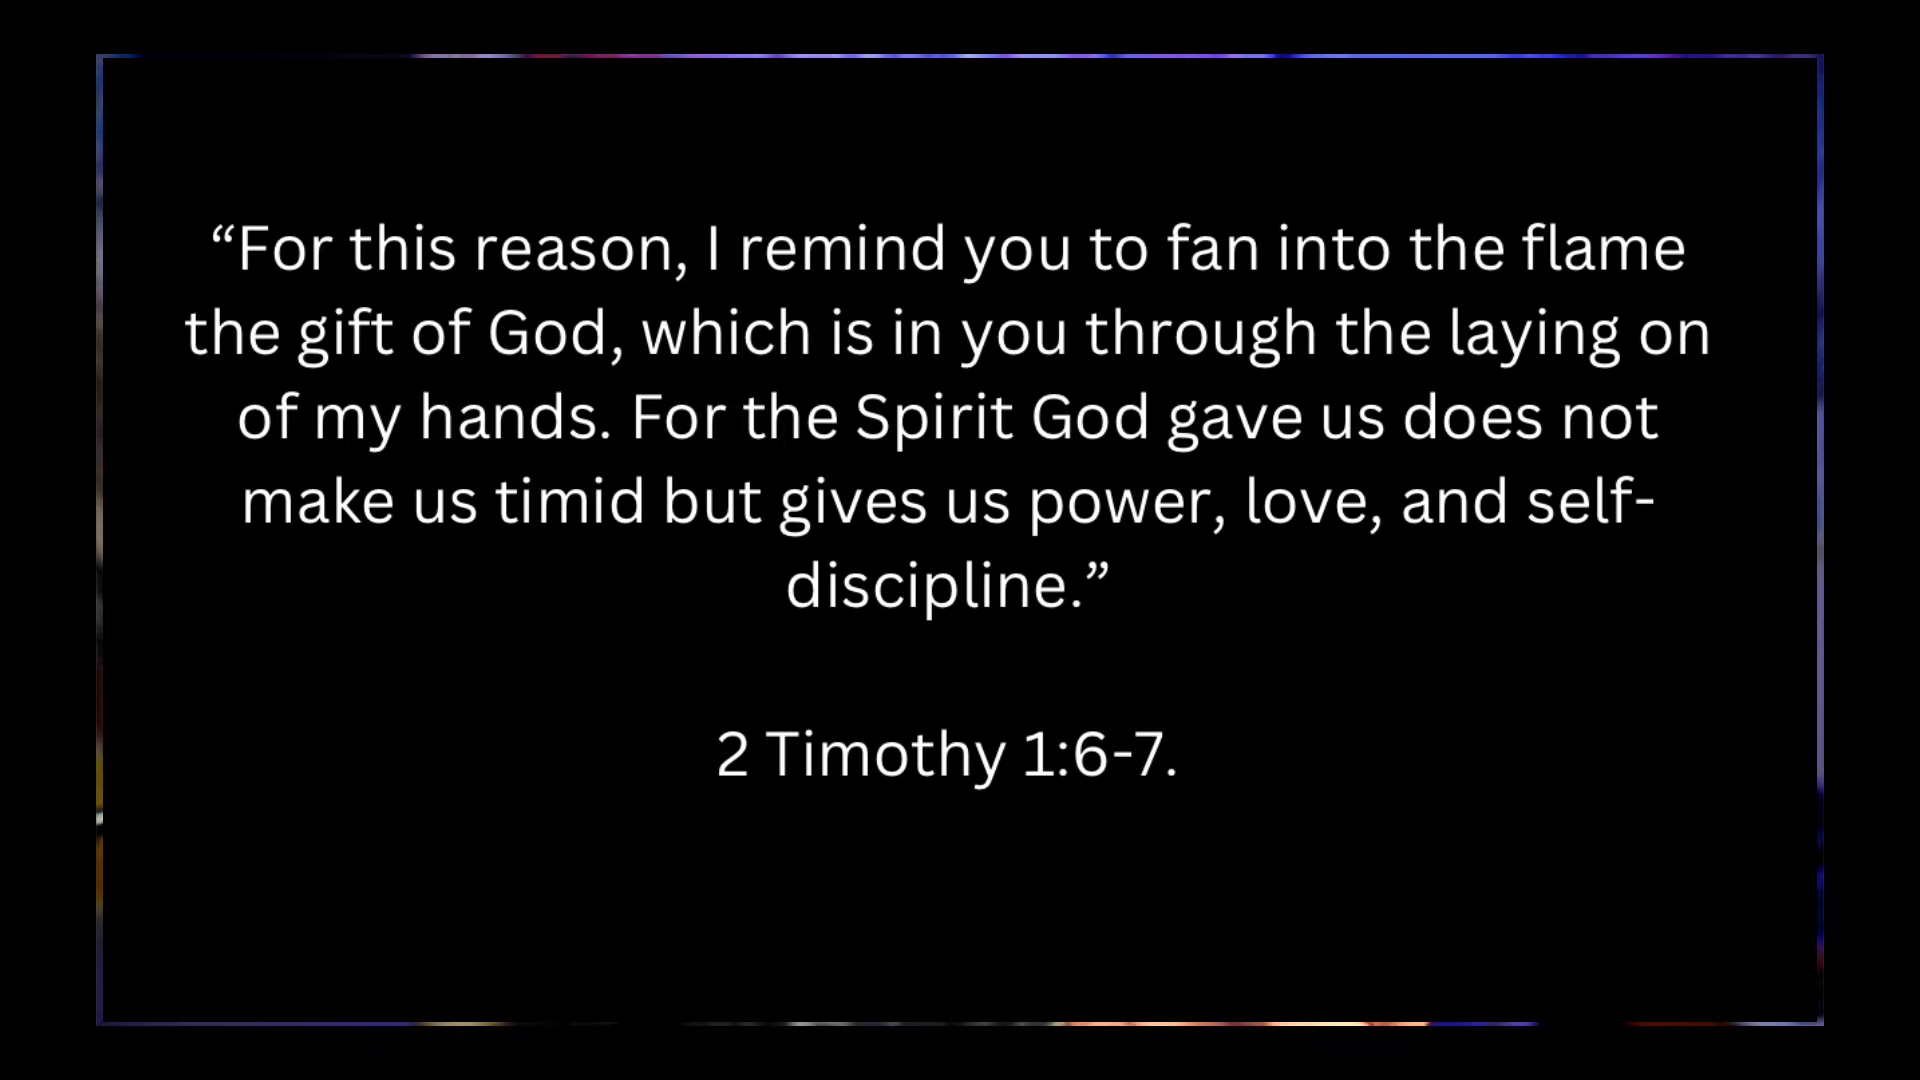 “For this reason, I remind you to fan into the flame
the gift of God, which is in you through the laying on
of my hands. For the Spirit God gave us does not
make us timid but gives us power, love, and self-
discipline.”
2 Timothy 1:6-7.